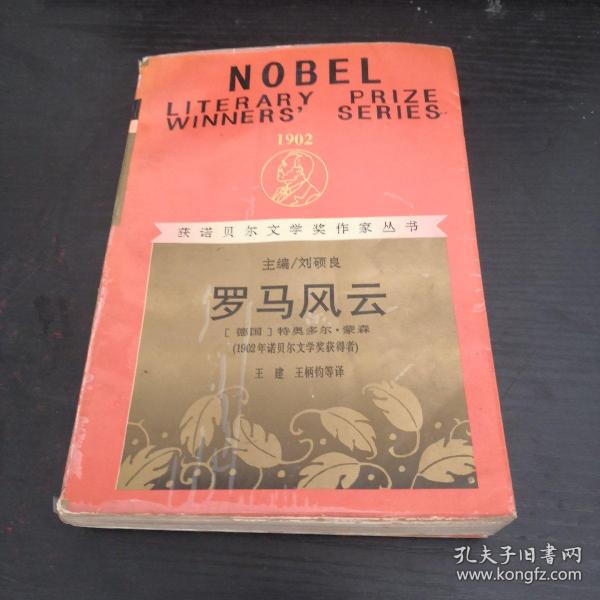 NOBEL
LITERARY PRIZE
WINNERS' SERIES
1902
获诺贝尔文学奖作家丛书
主编/刘硕良
罗马风云
[德国]特奥多尔·蒙森
(1902年诺贝尔文学奖获得者)
王 建 王柄钧等译
孔夫子旧书网
www.kongfz.com